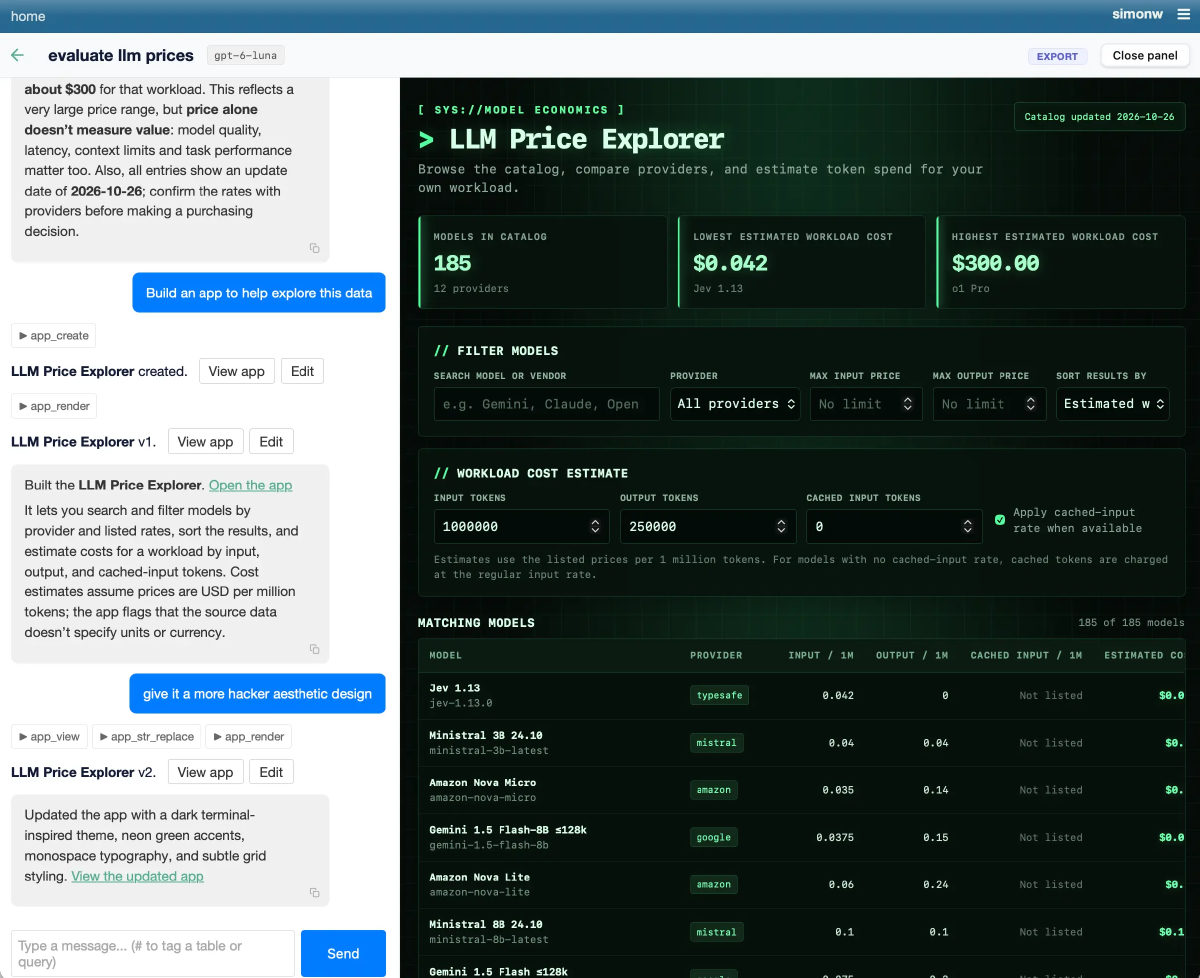 home
simonw
evaluate llm prices
gpt-6-luna
EXPORT
Close panel
about $300 for that workload. This reflects a
very large price range, but price alone
doesn’t measure value: model quality,
latency, context limits and task performance
matter too. Also, all entries show an update
date of 2026-10-26; confirm the rates with
providers before making a purchasing
decision.
Build an app to help explore this data
▶ app_create
LLM Price Explorer created.
View app
Edit
▶ app_render
LLM Price Explorer v1.
View app
Edit
Built the LLM Price Explorer. Open the app
It lets you search and filter models by
provider and listed rates, sort the results, and
estimate costs for a workload by input,
output, and cached-input tokens. Cost
estimates assume prices are USD per million
tokens; the app flags that the source data
doesn’t specify units or currency.
give it a more hacker aesthetic design
▶ app_view
▶ app_str_replace
▶ app_render
LLM Price Explorer v2.
View app
Edit
Updated the app with a dark terminal-
inspired theme, neon green accents,
monospace typography, and subtle grid
styling. View the updated app
Type a message... (# to tag a table or
query)
Send
[ SYS://MODEL ECONOMICS ]
> LLM Price Explorer
Browse the catalog, compare providers, and estimate token spend for your
own workload.
Catalog updated 2026-10-26
MODELS IN CATALOG
185
12 providers
LOWEST ESTIMATED WORKLOAD COST
$0.042
Jev 1.13
HIGHEST ESTIMATED WORKLOAD COST
$300.00
o1 Pro
// FILTER MODELS
SEARCH MODEL OR VENDOR
e.g. Gemini, Claude, Open
PROVIDER
All providers
MAX INPUT PRICE
No limit
MAX OUTPUT PRICE
No limit
SORT RESULTS BY
Estimated w
// WORKLOAD COST ESTIMATE
INPUT TOKENS
1000000
OUTPUT TOKENS
250000
CACHED INPUT TOKENS
0
Apply cached-input
rate when available
Estimates use the listed prices per 1 million tokens. For models with no cached-input rate, cached tokens are charged
at the regular input rate.
MATCHING MODELS
185 of 185 models
MODEL PROVIDER INPUT / 1M OUTPUT / 1M CACHED INPUT / 1M ESTIMATED CO
Jev 1.13
jev-1.13.0
typesafe 0.042 0 Not listed $0.0
Ministral 3B 24.10
ministral-3b-latest
mistral 0.04 0.04 Not listed $0.
Amazon Nova Micro
amazon-nova-micro
amazon 0.035 0.14 Not listed $0.
Gemini 1.5 Flash-8B ≤128k
gemini-1.5-flash-8b
google 0.0375 0.15 Not listed $0.0
Amazon Nova Lite
amazon-nova-lite
amazon 0.06 0.24 Not listed $0.
Ministral 8B 24.10
ministral-8b-latest
mistral 0.1 0.1 Not listed $0.1
Gemini 1.5 Flash ≤128k